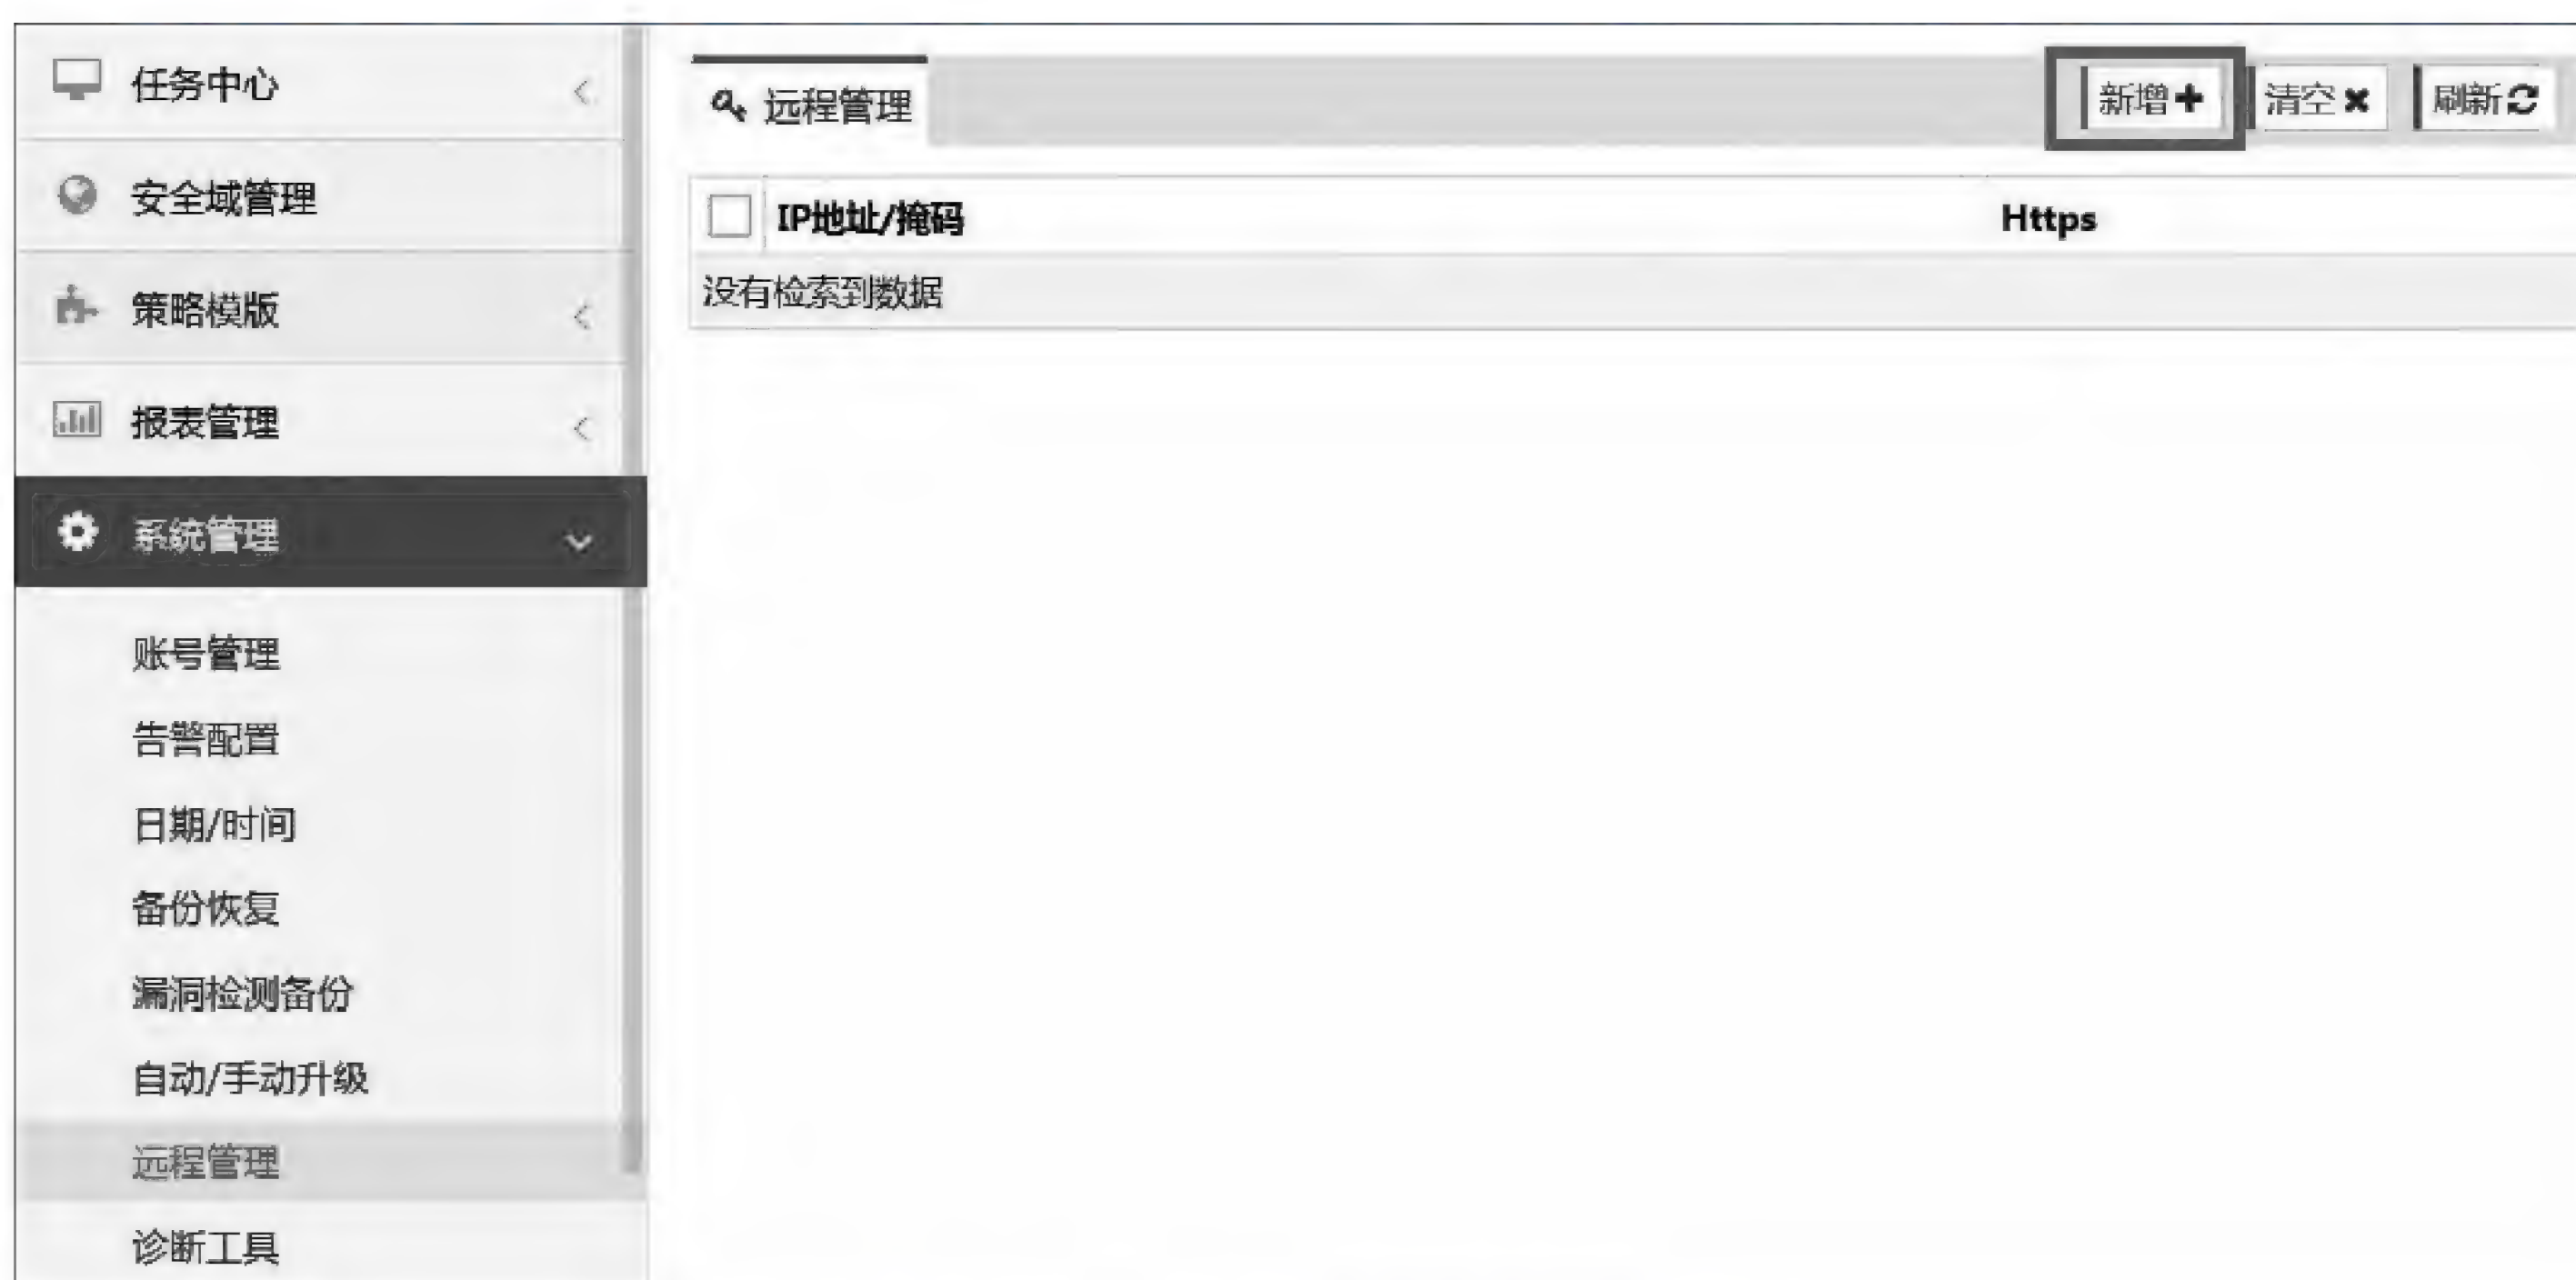 任务中心
安全域管理
策略模版
报表管理
系统管理
账号管理
告警配置
日期/时间
备份恢复
漏洞检测备份
自动/手动升级
远程管理
诊断工具
远程管理
新增 清空 刷新
IP地址/掩码 Https
没有检索到数据